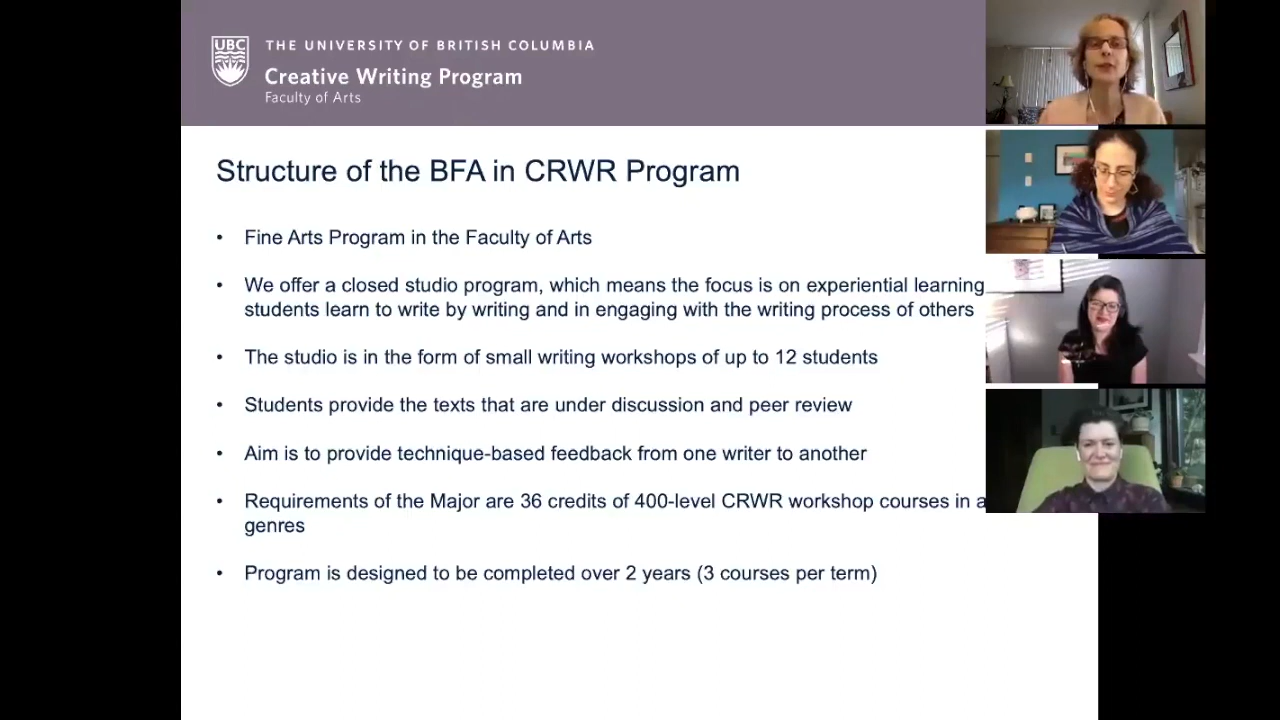 UBC
THE UNIVERSITY OF BRITISH COLUMBIA
Creative Writing Program
Faculty of Arts
Structure of the BFA in CRWR Program
• Fine Arts Program in the Faculty of Arts
• We offer a closed studio program, which means the focus is on experiential learning
students learn to write by writing and in engaging with the writing process of others
• The studio is in the form of small writing workshops of up to 12 students
• Students provide the texts that are under discussion and peer review
• Aim is to provide technique-based feedback from one writer to another
• Requirements of the Major are 36 credits of 400-level CRWR workshop courses in
genres
• Program is designed to be completed over 2 years (3 courses per term)